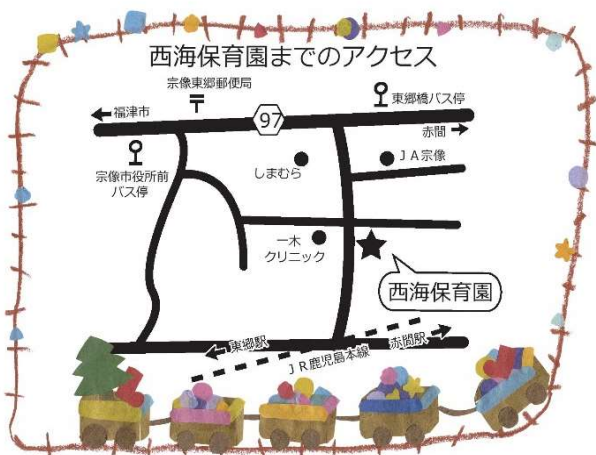 西海保育園までのアクセス
宗像東郷郵便局
東郷橋バス停
福津市
97
赤間
宗像市役所前
バス停
しまむら
JA宗像
一木
クリニック
西海保育園
東郷駅
JR鹿児島本線
赤間駅